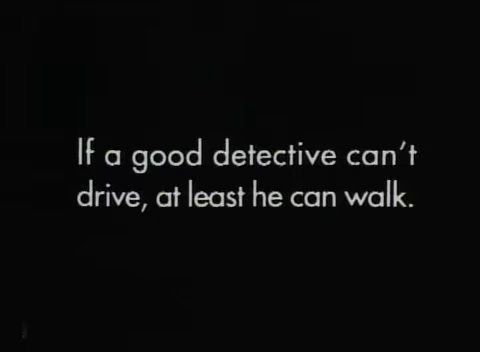 If a good detective can't
drive, at least he can walk.